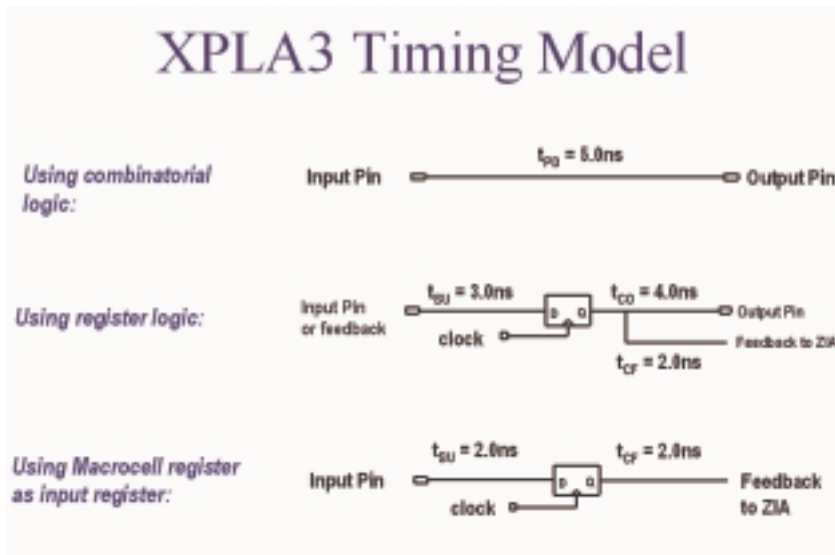 XPLA3 Timing Model
Using combinatorial
logic:
Input Pin
tPD = 5.0ns
Output Pin
Using register logic:
Input Pin
or feedback
tSU = 3.0ns
D Q
clock
tCO = 4.0ns
Output Pin
Feedback to ZIA
tCF = 2.0ns
Using Macrocell register
as input register:
Input Pin
tSU = 2.0ns
D Q
clock
tCF = 2.0ns
Feedback
to ZIA